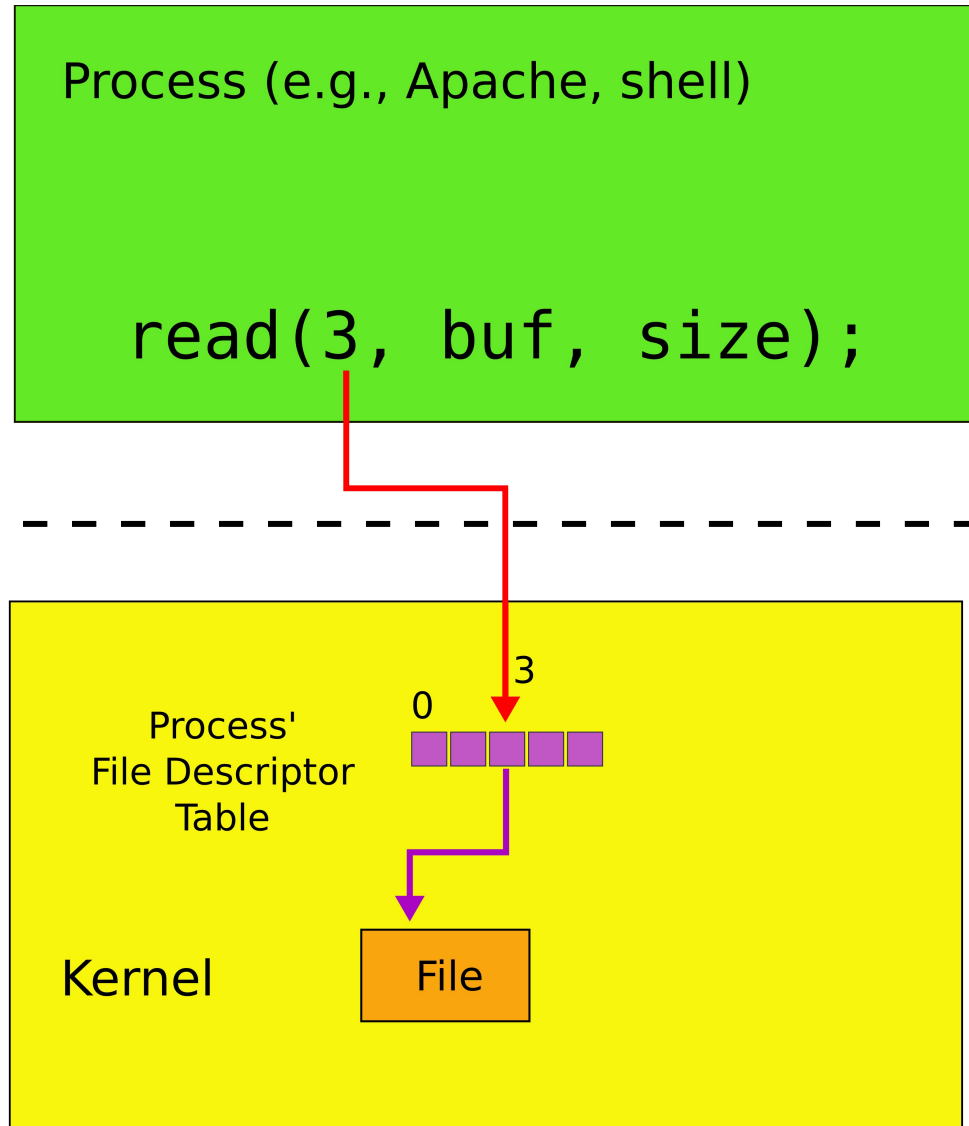 Process (e.g., Apache, shell)
read(3, buf, size);
3
0
Process'
File Descriptor
Table
Kernel
File